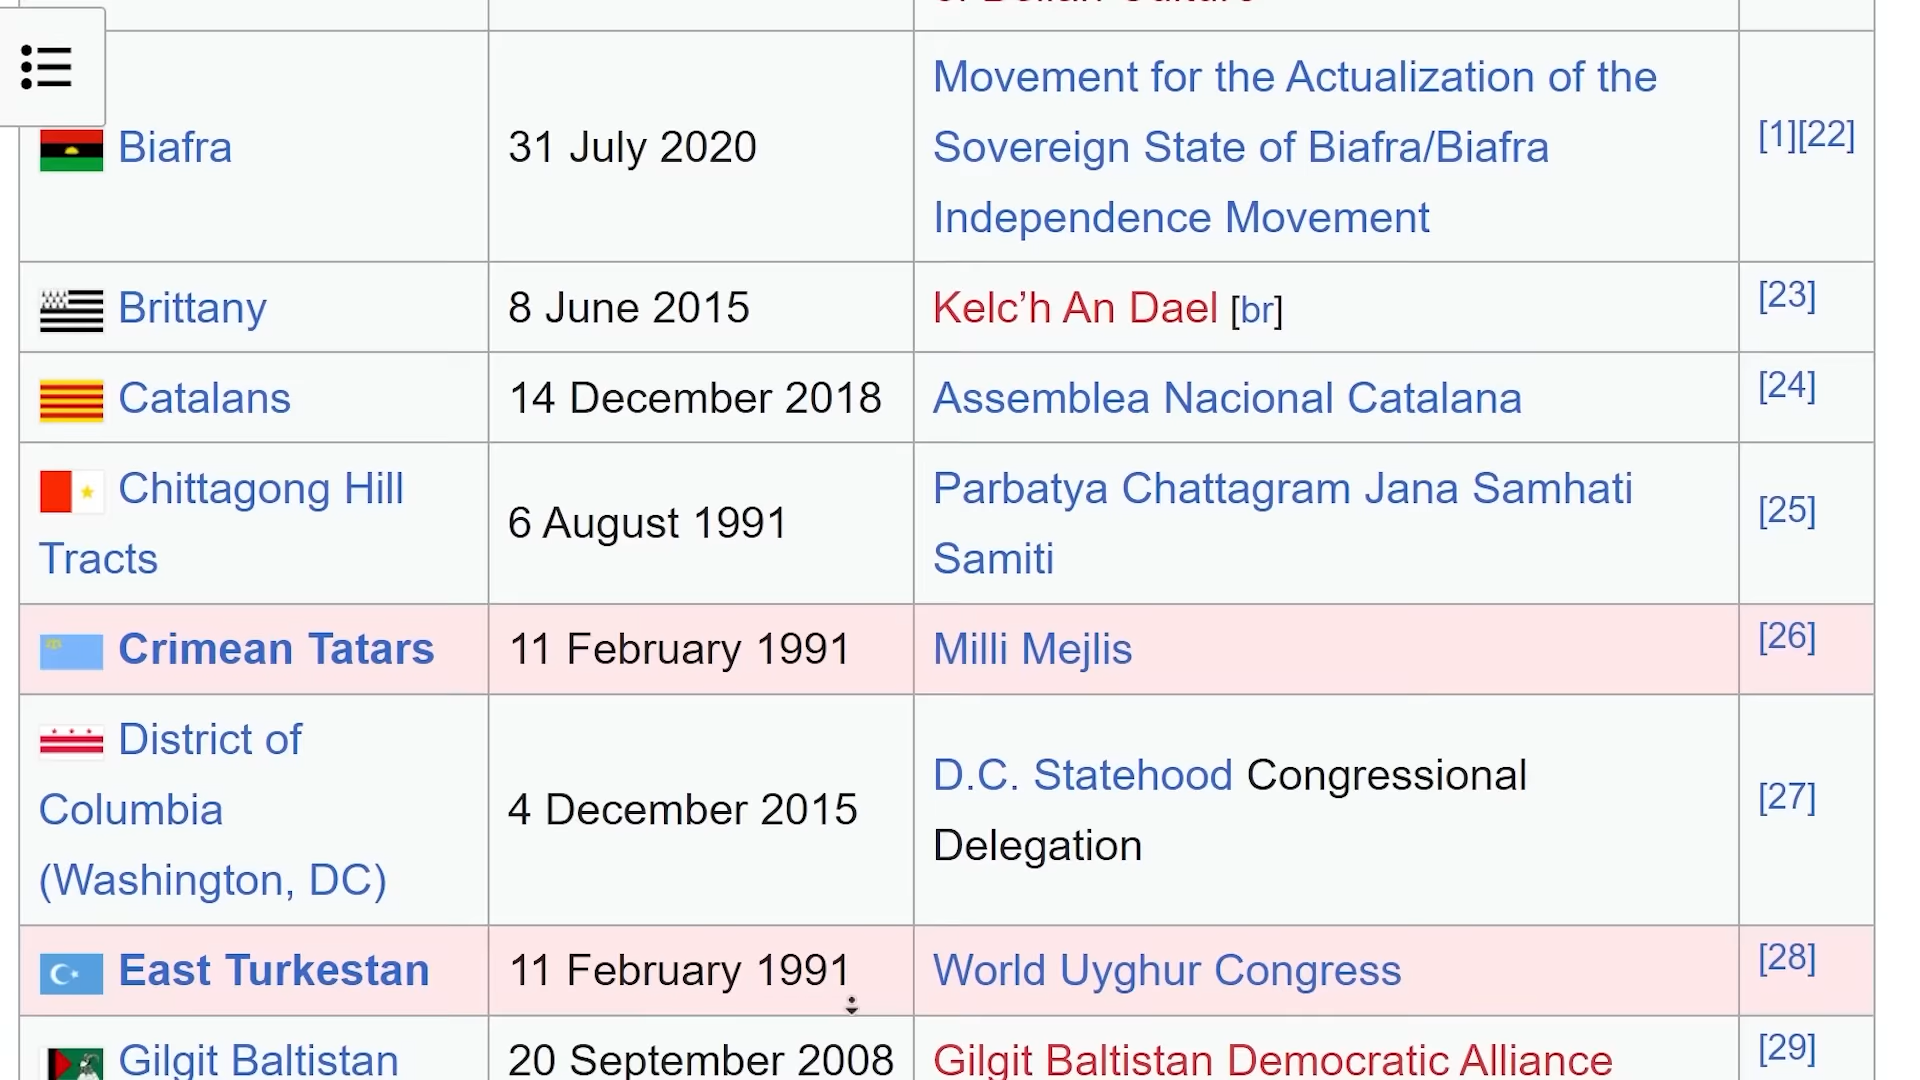 Biafra
31 July 2020
Movement for the Actualization of the
Sovereign State of Biafra/Biafra
Independence Movement
[1][22]
Brittany
8 June 2015
Kelc’h An Dael [br]
[23]
Catalans
14 December 2018
Assemblea Nacional Catalana
[24]
Chittagong Hill
Tracts
6 August 1991
Parbatya Chattagram Jana Samhati
Samiti
[25]
Crimean Tatars
11 February 1991
Milli Mejlis
[26]
District of
Columbia
(Washington, DC)
4 December 2015
D.C. Statehood Congressional
Delegation
[27]
East Turkestan
11 February 1991
World Uyghur Congress
[28]
Gilgit Baltistan
20 September 2008
Gilgit Baltistan Democratic Alliance
[29]